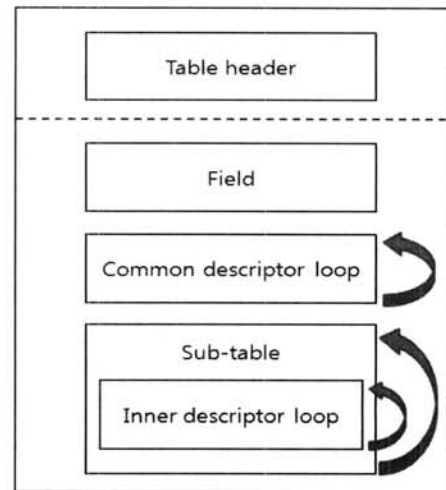 Table header
Field
Common descriptor loop
Sub-table
Inner descriptor loop